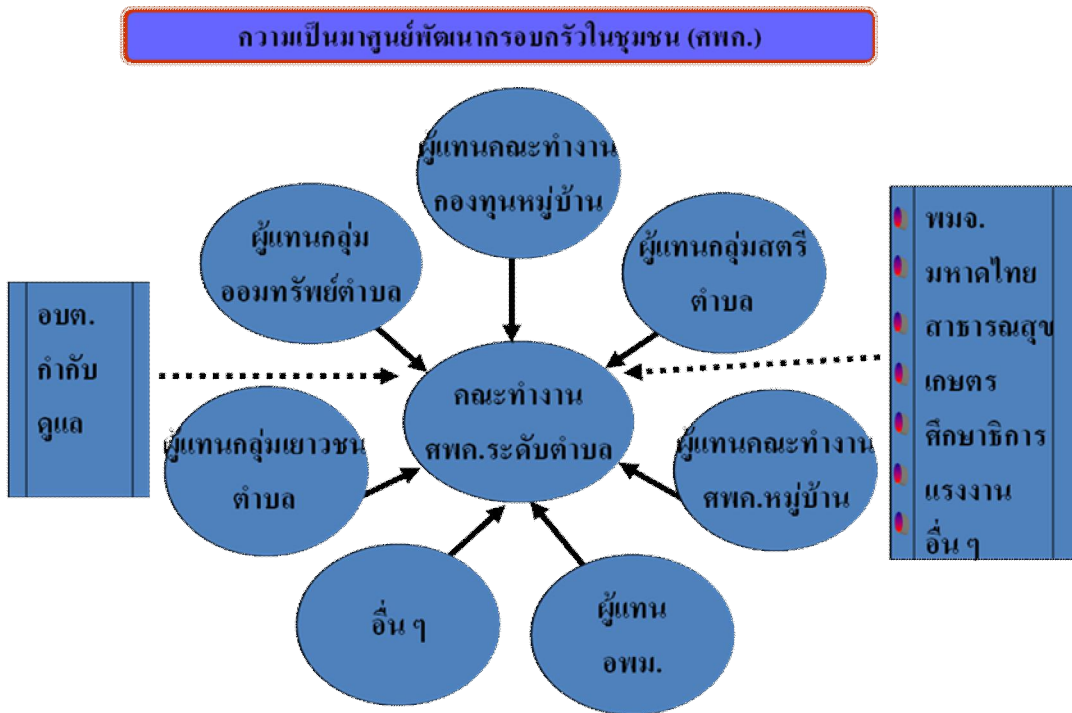 ความเป็นมาศูนย์พัฒนาครอบครัวในชุมชน (ศพค.)
ผู้แทนคณะทำงาน
กองทุนหมู่บ้าน
ผู้แทนกลุ่ม
ออมทรัพย์ตำบล
ผู้แทนกลุ่มสตรี
ตำบล
อบต.
กำกับ
ดูแล
คณะทำงาน
ศพค.ระดับตำบล
ผู้แทนกลุ่มเยาวชน
ตำบล
ผู้แทนคณะทำงาน
ศพค.หมู่บ้าน
อื่น ๆ
ผู้แทน
อพม.
พมจ.
มหาดไทย
สาธารณสุข
เกษตร
ศึกษาธิการ
แรงงาน
อื่น ๆ